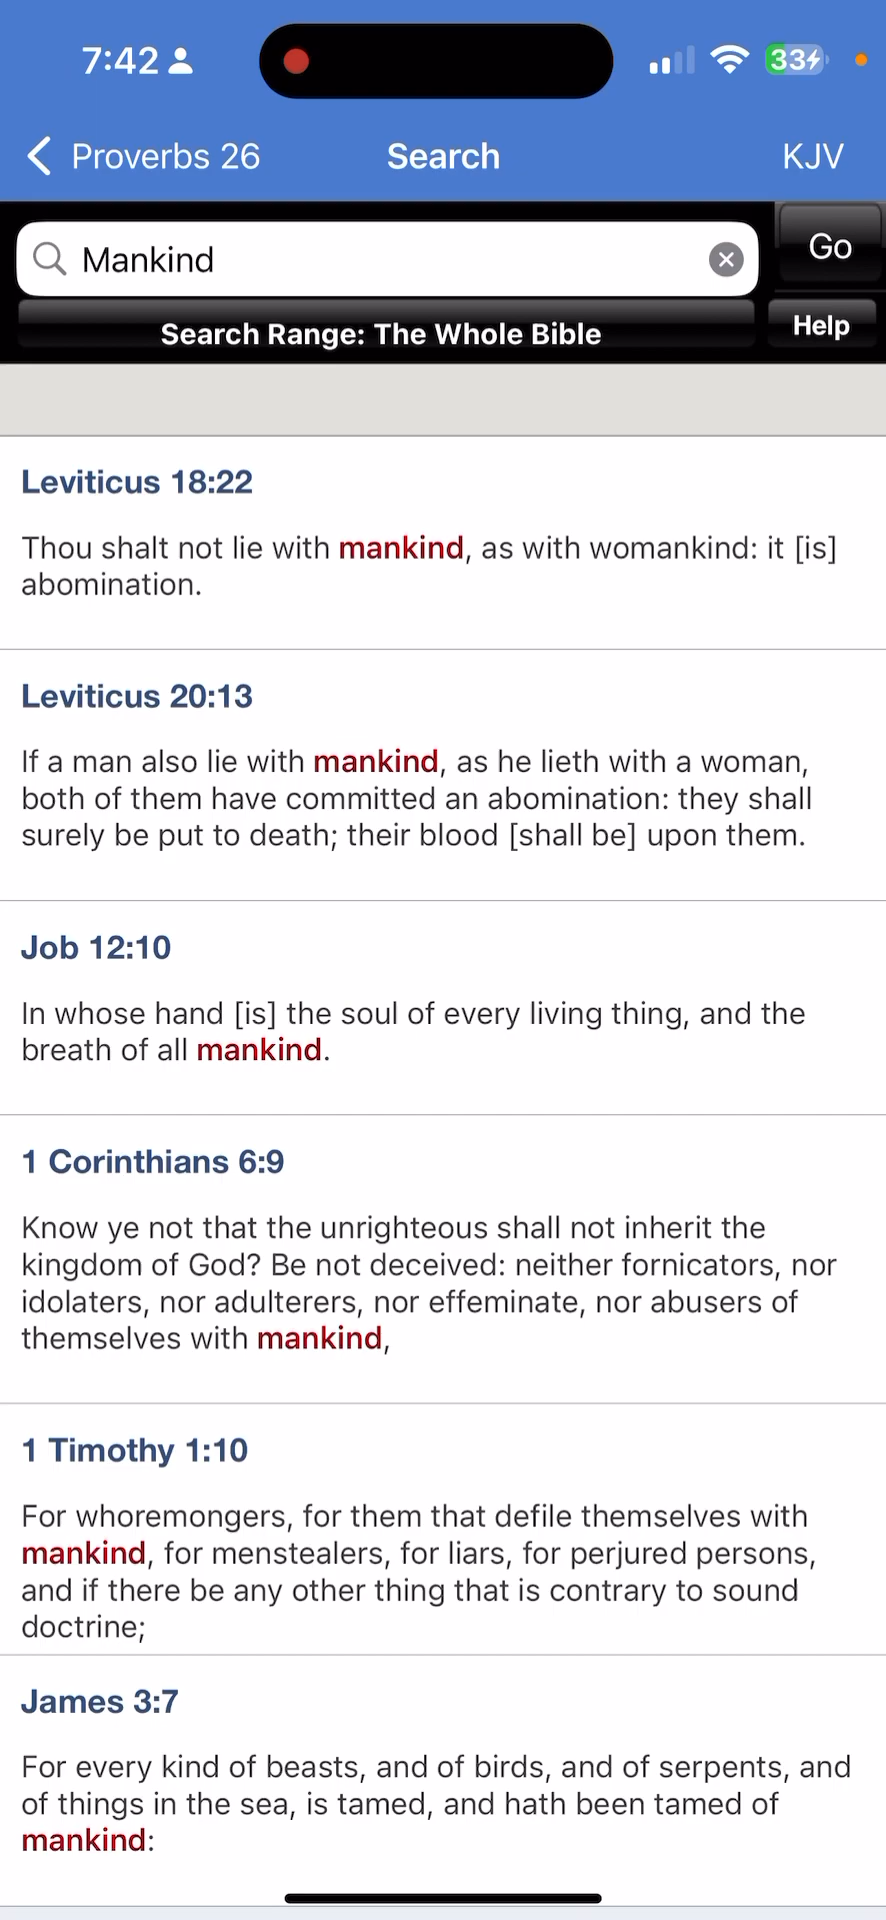 7:42
33
Proverbs 26 Search KJV
Mankind
Go
Search Range: The Whole Bible
Help
Leviticus 18:22
Thou shalt not lie with mankind, as with womankind: it [is]
abomination.
Leviticus 20:13
If a man also lie with mankind, as he lieth with a woman,
both of them have committed an abomination: they shall
surely be put to death; their blood [shall be] upon them.
Job 12:10
In whose hand [is] the soul of every living thing, and the
breath of all mankind.
1 Corinthians 6:9
Know ye not that the unrighteous shall not inherit the
kingdom of God? Be not deceived: neither fornicators, nor
idolaters, nor adulterers, nor effeminate, nor abusers of
themselves with mankind,
1 Timothy 1:10
For whoremongers, for them that defile themselves with
mankind, for menstealers, for liars, for perjured persons,
and if there be any other thing that is contrary to sound
doctrine;
James 3:7
For every kind of beasts, and of birds, and of serpents, and
of things in the sea, is tamed, and hath been tamed of
mankind: